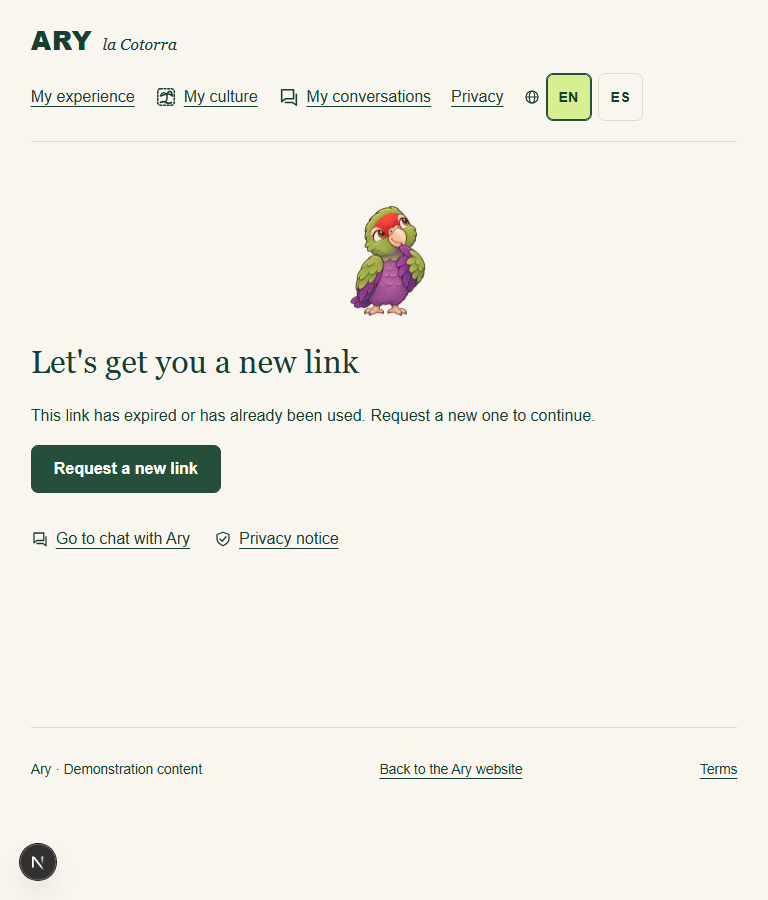 ARY la Cotorra
My experience My culture My conversations Privacy EN ES
Let's get you a new link
This link has expired or has already been used. Request a new one to continue.
Request a new link
Go to chat with Ary Privacy notice
Ary · Demonstration content Back to the Ary website Terms
N